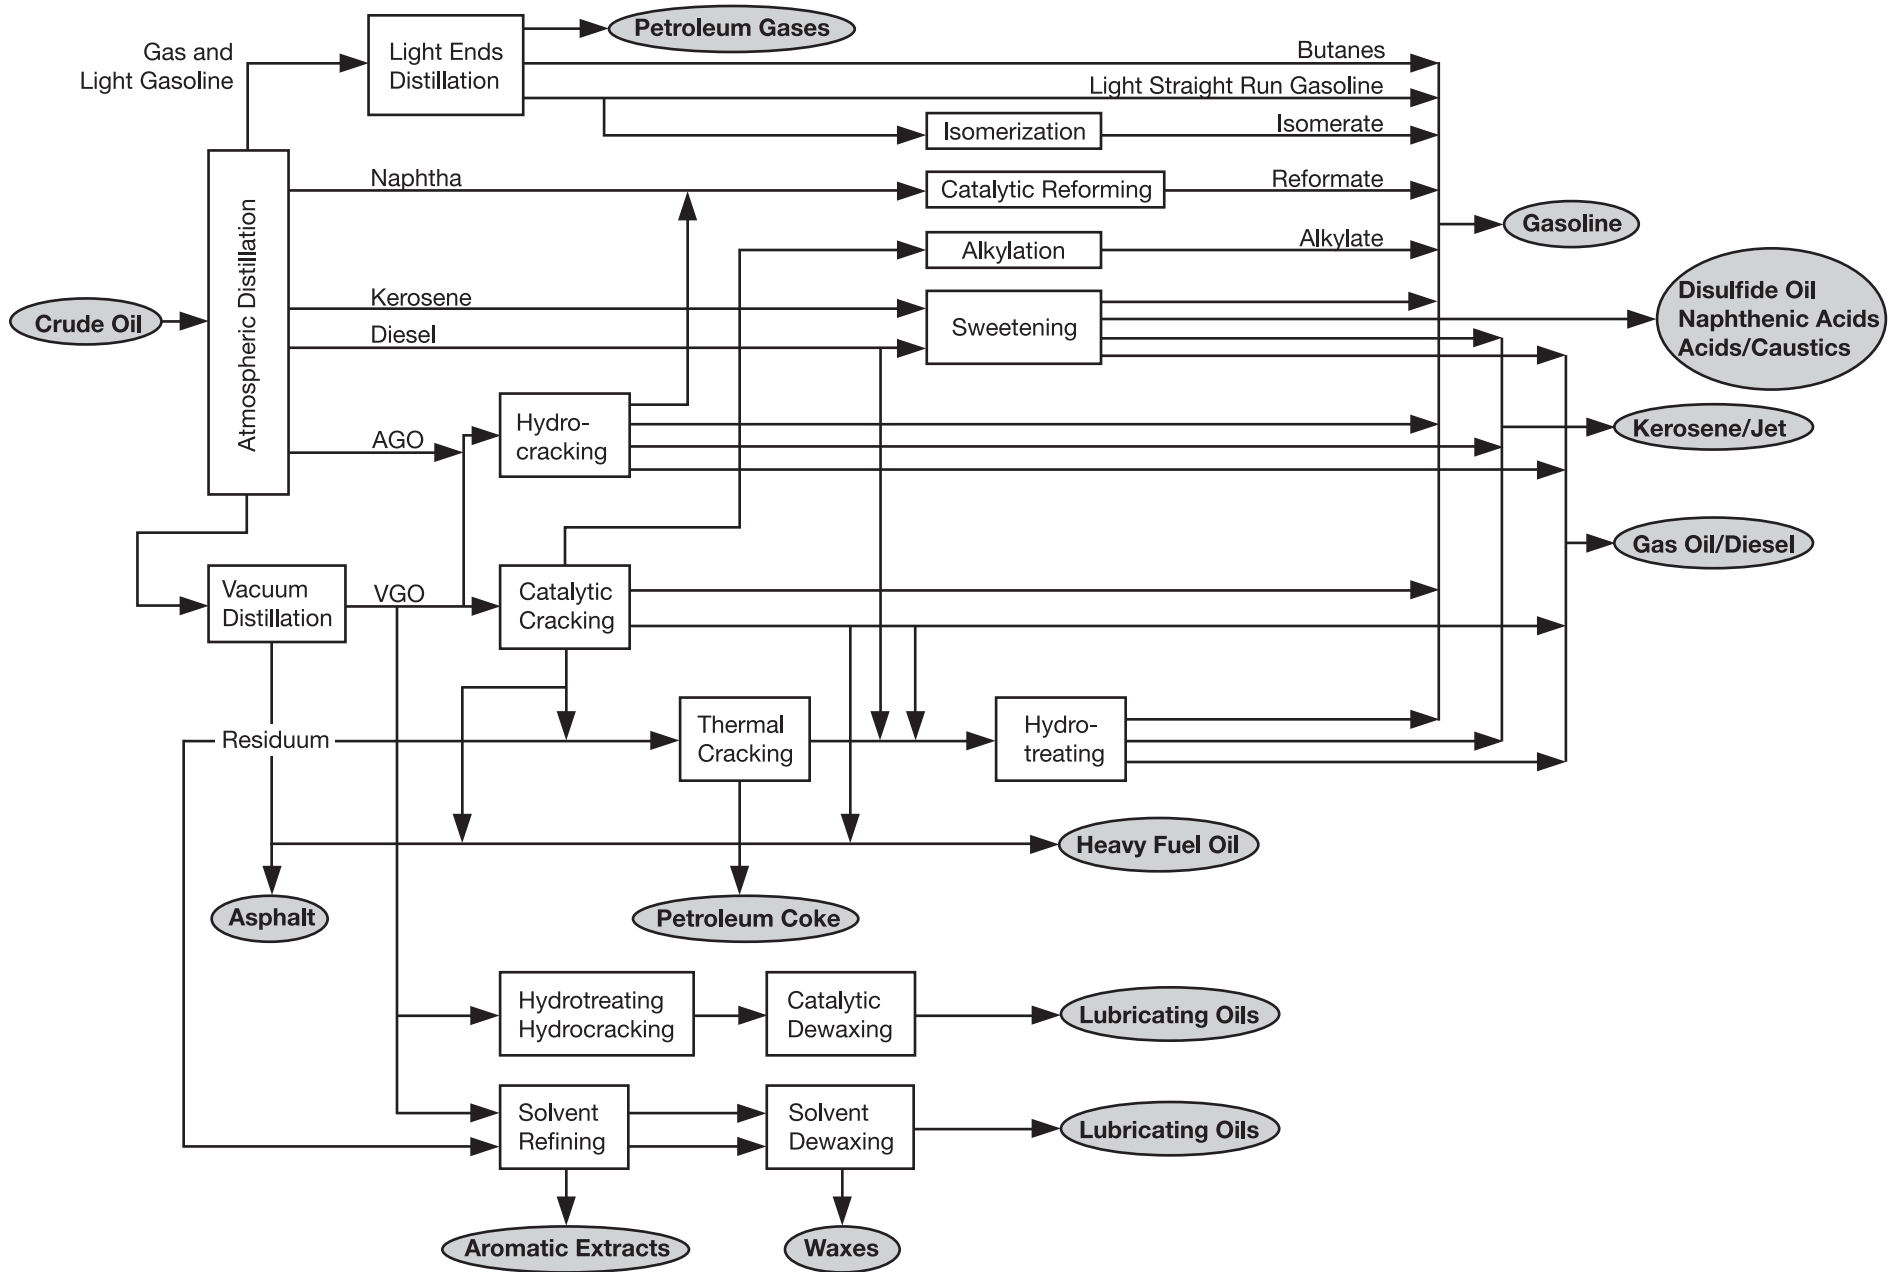 Gas and
Light Gasoline
Light Ends
Distillation
Petroleum Gases
Butanes
Light Straight Run Gasoline
Isomerization
Isomerate
Naphtha
Catalytic Reforming
Reformate
Gasoline
Alkylation
Alkylate
Atmospheric Distillation
Crude Oil
Kerosene
Diesel
Sweetening
Disulfide Oil
Naphthenic Acids
Acids/Caustics
AGO
Hydro-
cracking
Kerosene/Jet
Gas Oil/Diesel
Vacuum
Distillation
VGO
Catalytic
Cracking
Residuum
Thermal
Cracking
Hydro-
treating
Heavy Fuel Oil
Asphalt
Petroleum Coke
Hydrotreating
Hydrocracking
Catalytic
Dewaxing
Lubricating Oils
Solvent
Refining
Solvent
Dewaxing
Lubricating Oils
Aromatic Extracts
Waxes